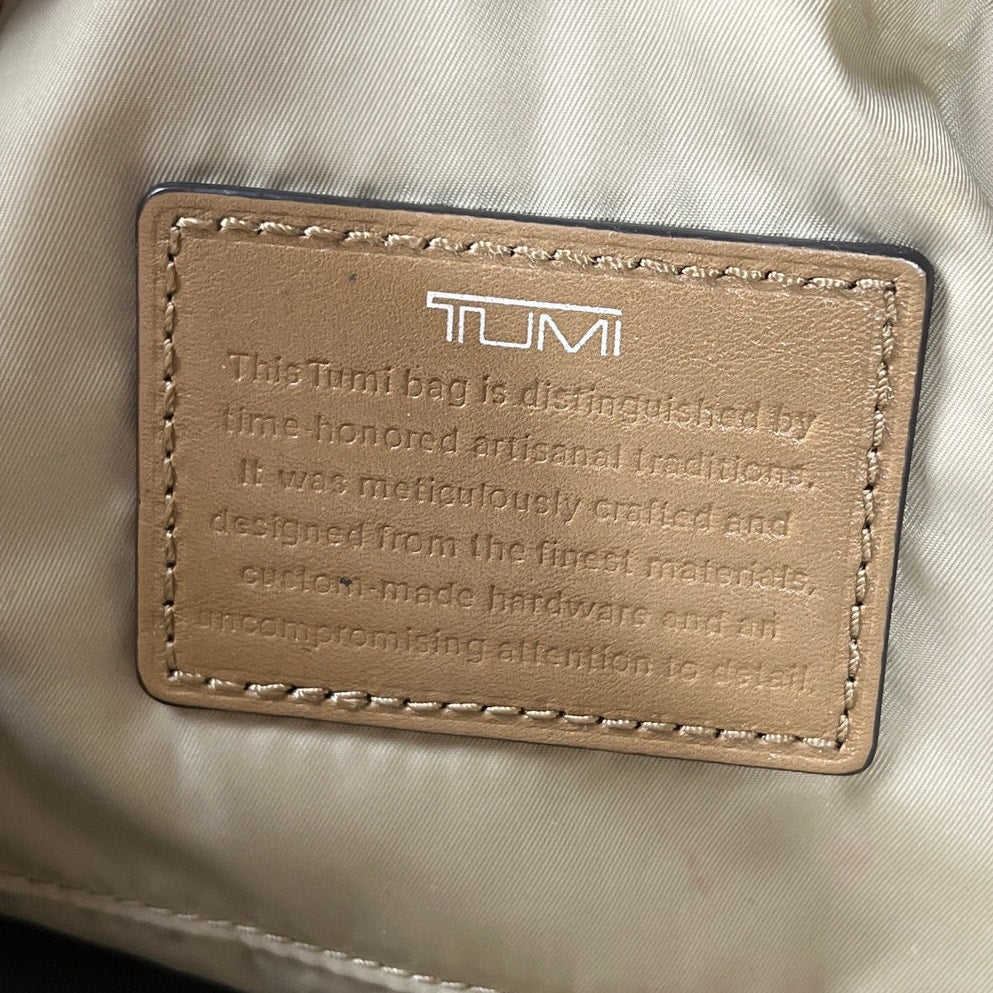 TUMI
This Tumi bag is distinguished by
time-honored artisanal traditions.
It was meticulously crafted and
designed from the finest materials,
custom-made hardware and an
uncompromising attention to detail